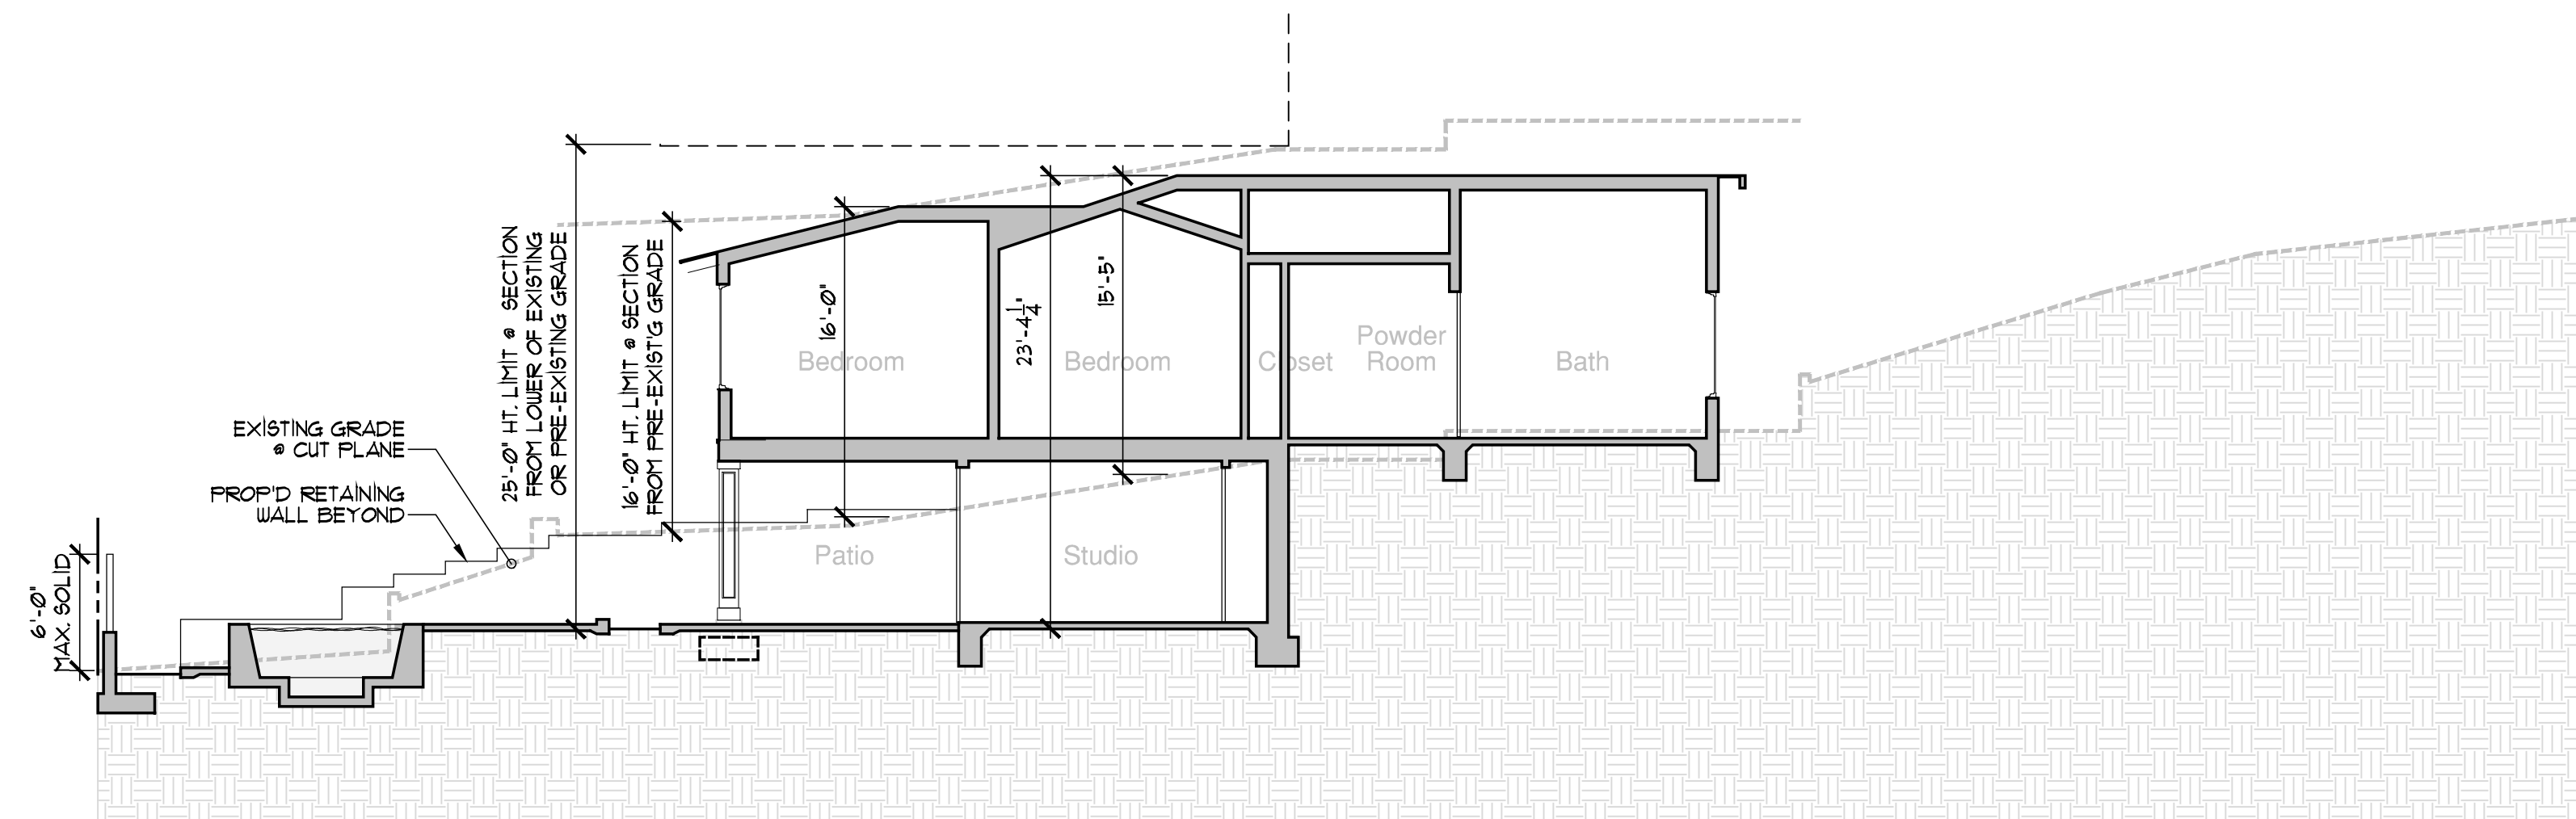 25'-0" HT. LIMIT @ SECTION
FROM LOWER OF EXISTING
OR PRE-EXISTING GRADE
16'-0" HT. LIMIT @ SECTION
FROM PRE-EXIST'G GRADE
16'-0"
23'-4 1/4"
15'-5"
Bedroom
Bedroom
Closet
Powder
Room
Bath
EXISTING GRADE
@ CUT PLANE
PROP'D RETAINING
WALL BEYOND
6'-0"
MAX. SOLID
Patio
Studio